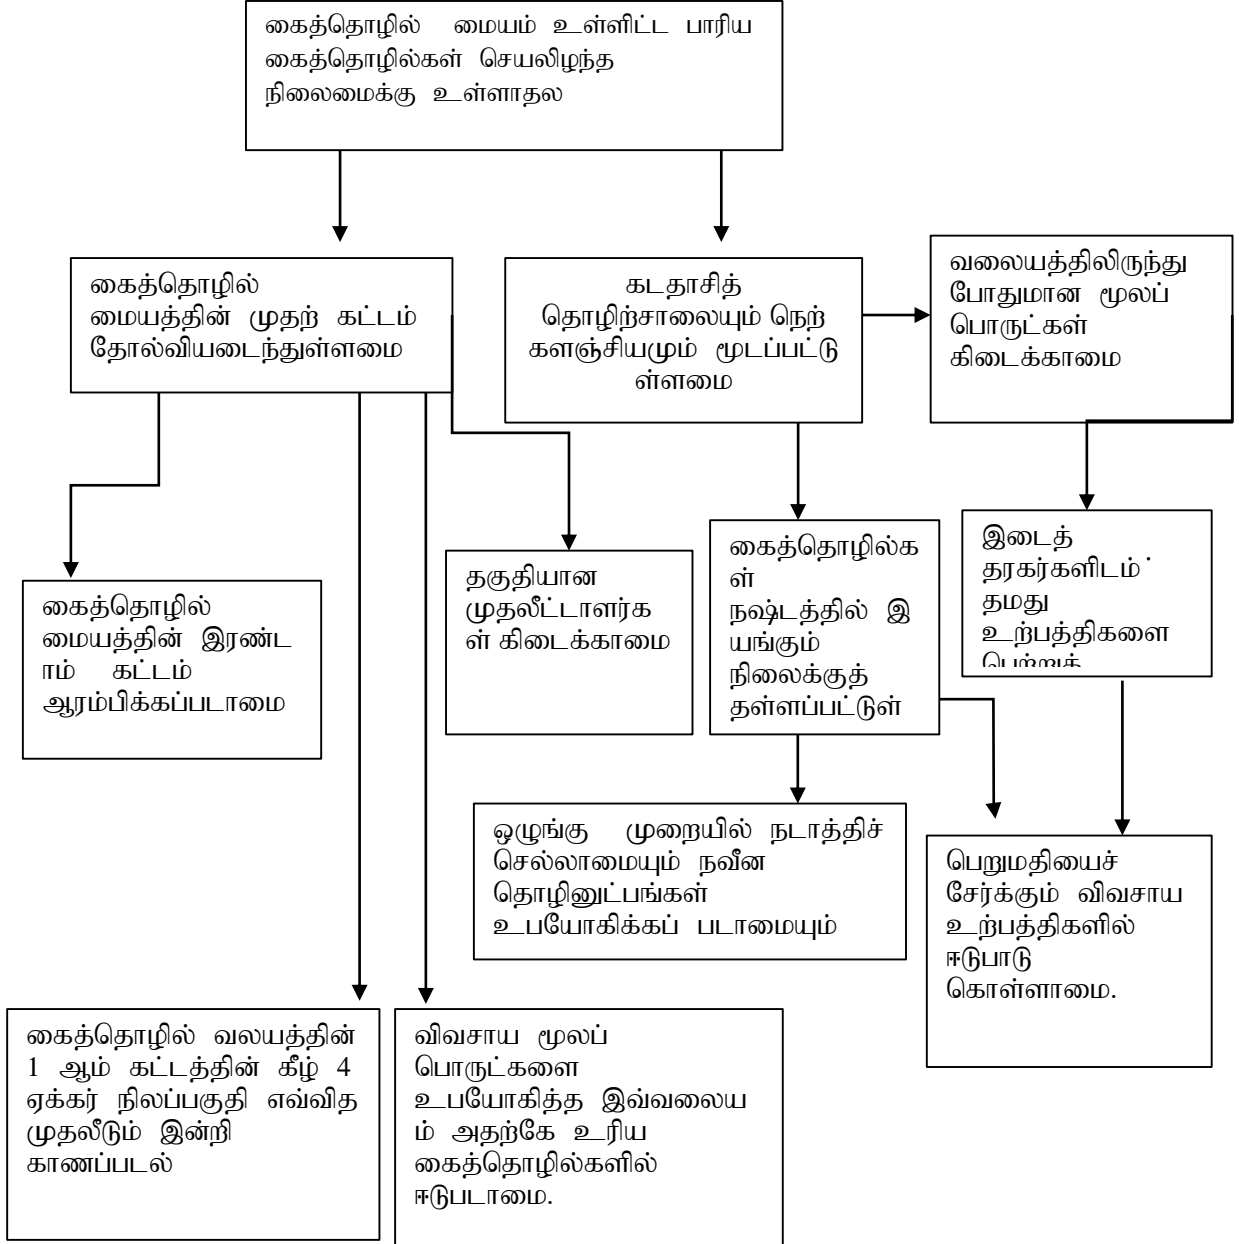 கைத்தொழில் மையம் உள்ளிட்ட பாரிய
கைத்தொழில்கள் செயலிழந்த
நிலைமைக்கு உள்ளாதல
கைத்தொழில்
மையத்தின் முதற் கட்டம்
தோல்வியடைந்துள்ளமை
கடதாசித்
தொழிற்சாலையும் நெற்
களஞ்சியமும் மூடப்பட்டு
ள்ளமை
வலையத்திலிருந்து
போதுமான மூலப்
பொருட்கள்
கிடைக்காமை
கைத்தொழில்
மையத்தின் இரண்ட
ாம் கட்டம்
ஆரம்பிக்கப்படாமை
தகுதியான
முதலீட்டாளர்க
ள் கிடைக்காமை
கைத்தொழில்க
ள்
நஷ்டத்தில் இ
யங்கும்
நிலைக்குத்
தள்ளப்பட்டுள்
இடைத்
தரகர்களிடம்
தமது
உற்பத்திகளை
பெற்றுக்
ஒழுங்கு முறையில் நடாத்திச்
செல்லாமையும் நவீன
தொழினுட்பங்கள்
உபயோகிக்கப் படாமையும்
பெறுமதியைச்
சேர்க்கும் விவசாய
உற்பத்திகளில்
ஈடுபாடு
கொள்ளாமை.
கைத்தொழில் வலயத்தின்
1 ஆம் கட்டத்தின் கீழ் 4
ஏக்கர் நிலப்பகுதி எவ்வித
முதலீடும் இன்றி
காணப்படல்
விவசாய மூலப்
பொருட்களை
உபயோகித்த இவ்வலைய
ம் அதற்கே உரிய
கைத்தொழில்களில்
ஈடுபடாமை.